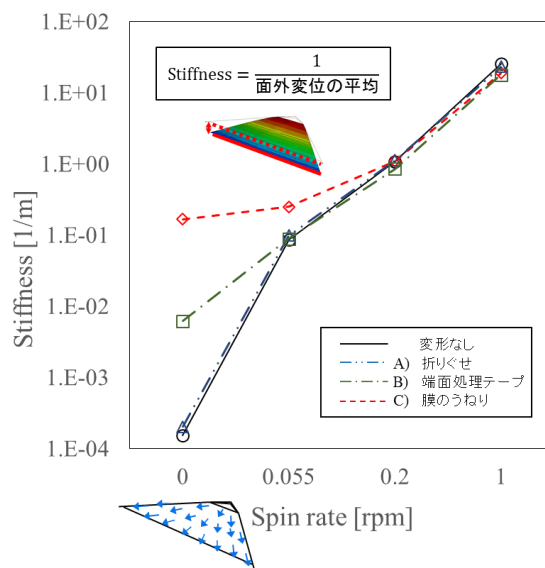 1.E+02
1.E+01
1.E+00
1.E-01
1.E-02
1.E-03
1.E-04
Stiffness [1/m]
Stiffness = 1 / 面外変位の平均
変形なし
A) 折りぐせ
B) 端面処理テープ
C) 膜のうねり
0 0.055 0.2 1
Spin rate [rpm]